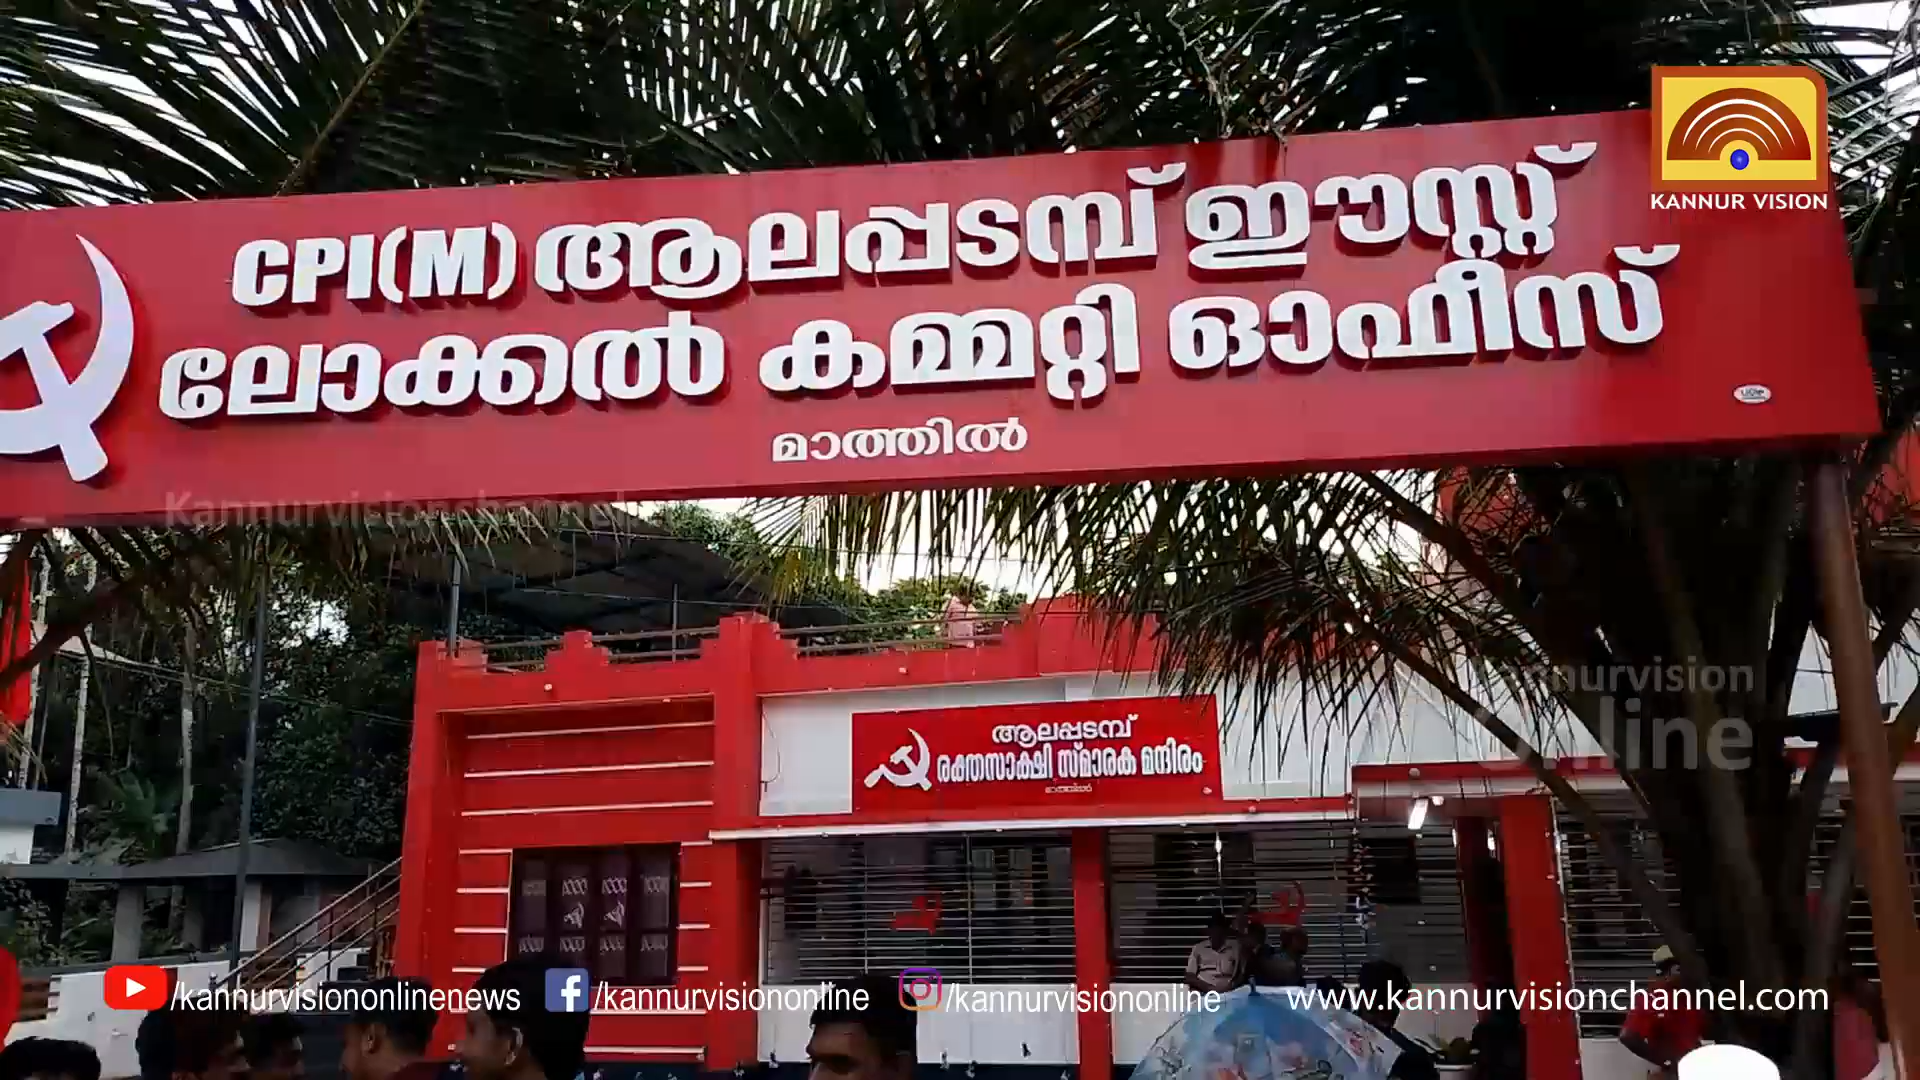 KANNUR VISION
CPI(M) ആലപ്പടമ്പ് ഈസ്റ്റ്
ലോക്കൽ കമ്മറ്റി ഓഫീസ്
മാത്തിൽ
Kannurvisionchannel
Kannurvision
Online
ആലപ്പടമ്പ്
രക്തസാക്ഷി സ്മാരക മന്ദിരം
മാത്തിൽ
/kannurvisiononlinenews /kannurvisiononline /kannurvisiononline www.kannurvisionchannel.com